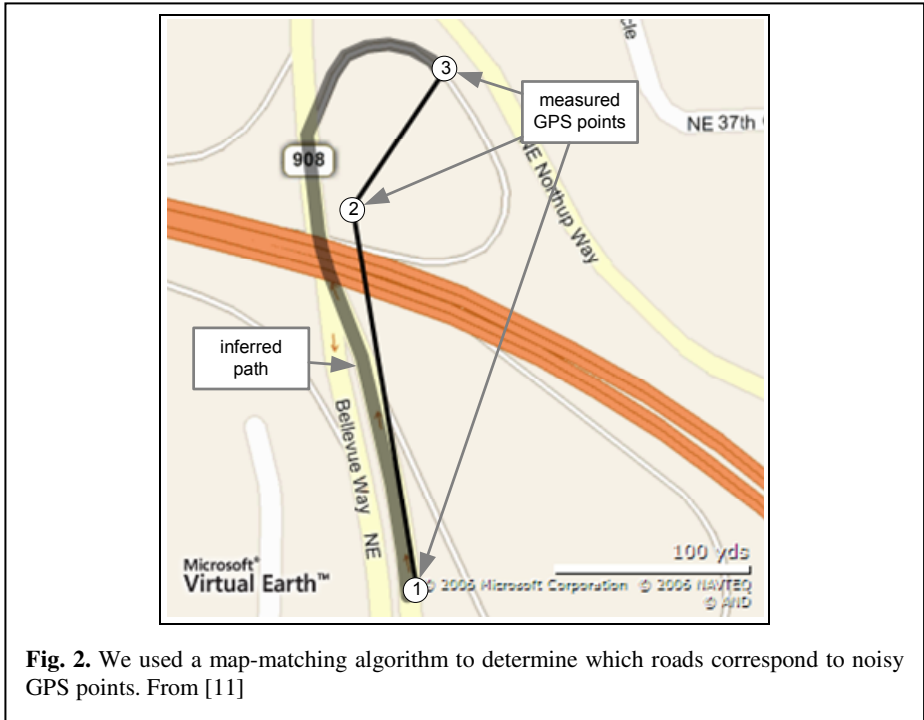 cle
3
measured
GPS points
NE 37th
908
NE Northup Way
2
inferred
path
Bellevue Way NE
100 yds
Microsoft®
Virtual Earth™
1
© 2006 Microsoft Corporation © 2006 NAVTEQ
© AND
Fig. 2. We used a map-matching algorithm to determine which roads correspond to noisy
GPS points. From [11]